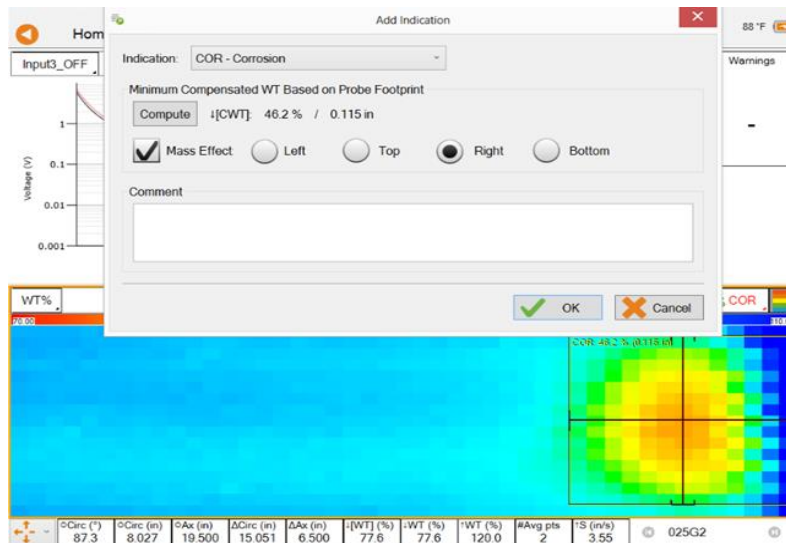 Add Indication
88 °F
Hom
Indication: COR - Corrosion
Input3_OFF
Warnings
Minimum Compensated WT Based on Probe Footprint
Compute ↓[CWT]: 46.2 % / 0.115 in
Mass Effect Left Top Right Bottom
-
Comment
Voltage (V)
1
0.1
0.01
0.001
OK Cancel
WT%
COR
70.00
110.0
COR 46.2 % (0.115 in)
○Circ (°) ○Circ (in) ○Ax (in) ΔCirc (in) ΔAx (in) ↓[WT] (%) ↓WT (%) ↑WT (%) #Avg pts ↑S (in/s)
87.3 8.027 19.500 15.051 6.500 77.6 77.6 120.0 2 3.55
025G2